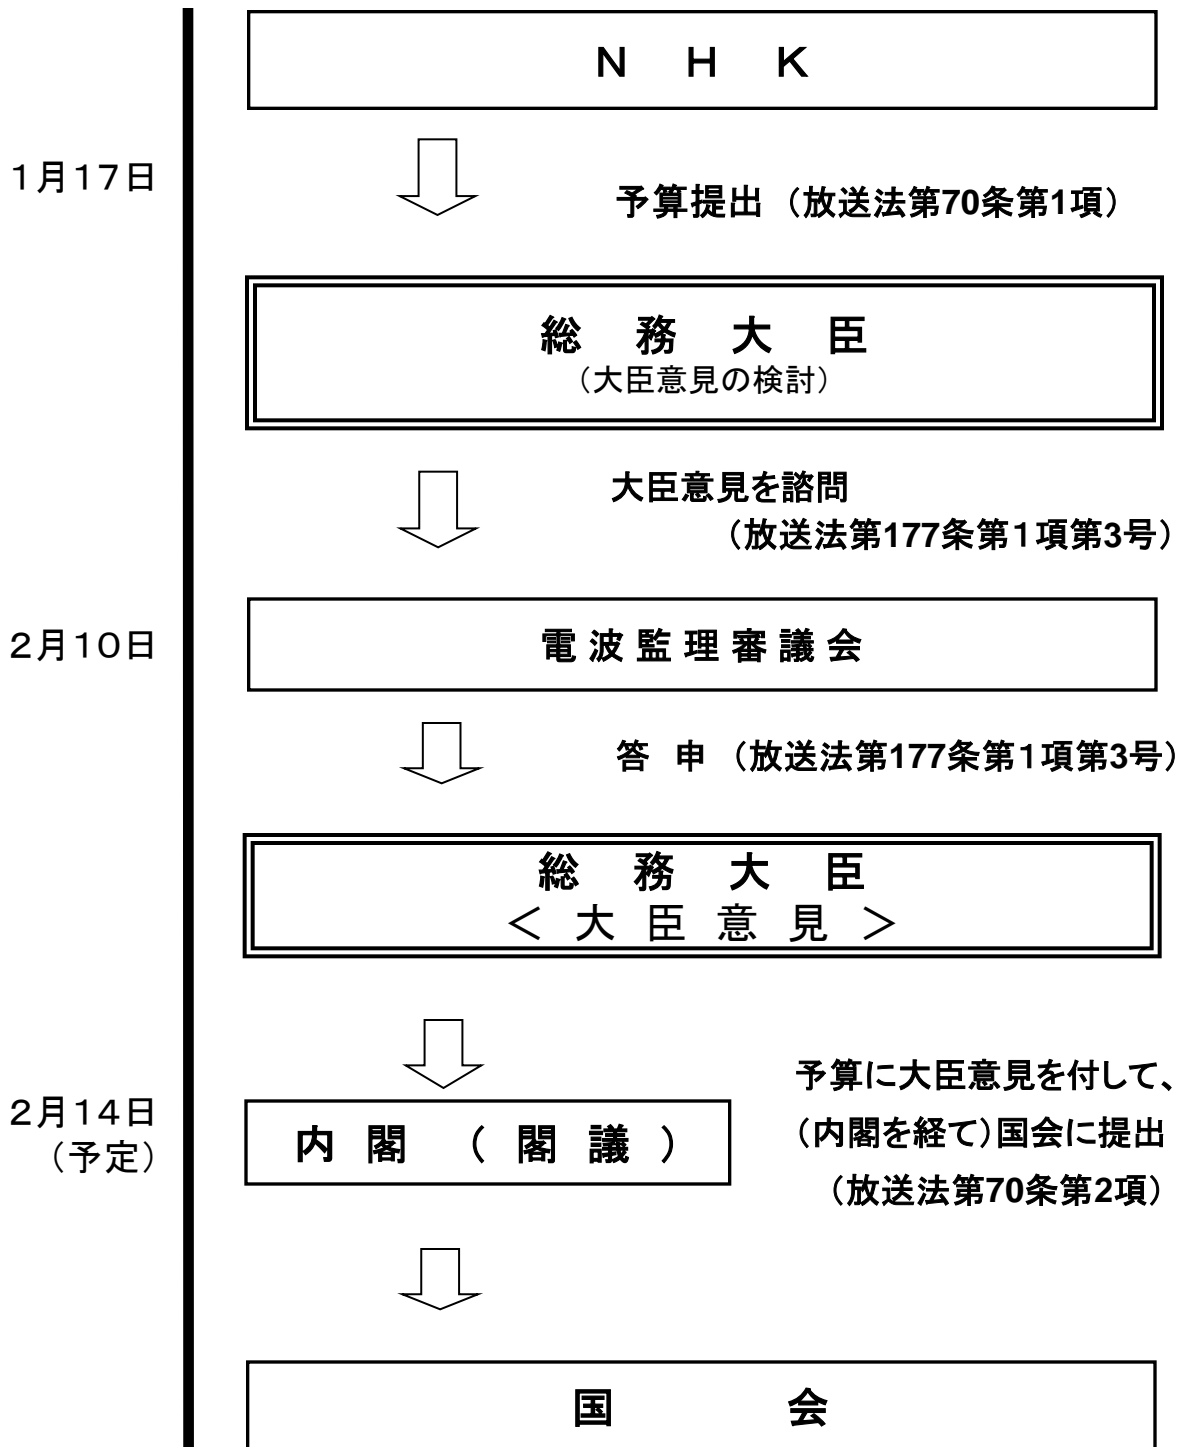 ＮＨＫ
１月１７日
予算提出（放送法第70条第1項）
総務大臣
（大臣意見の検討）
大臣意見を諮問
（放送法第177条第１項第3号）
２月１０日
電波監理審議会
答申（放送法第177条第１項第3号）
総務大臣
＜大臣意見＞
予算に大臣意見を付して、
２月１４日
（予定）
内閣（閣議）
（内閣を経て）国会に提出
（放送法第70条第2項）
国会